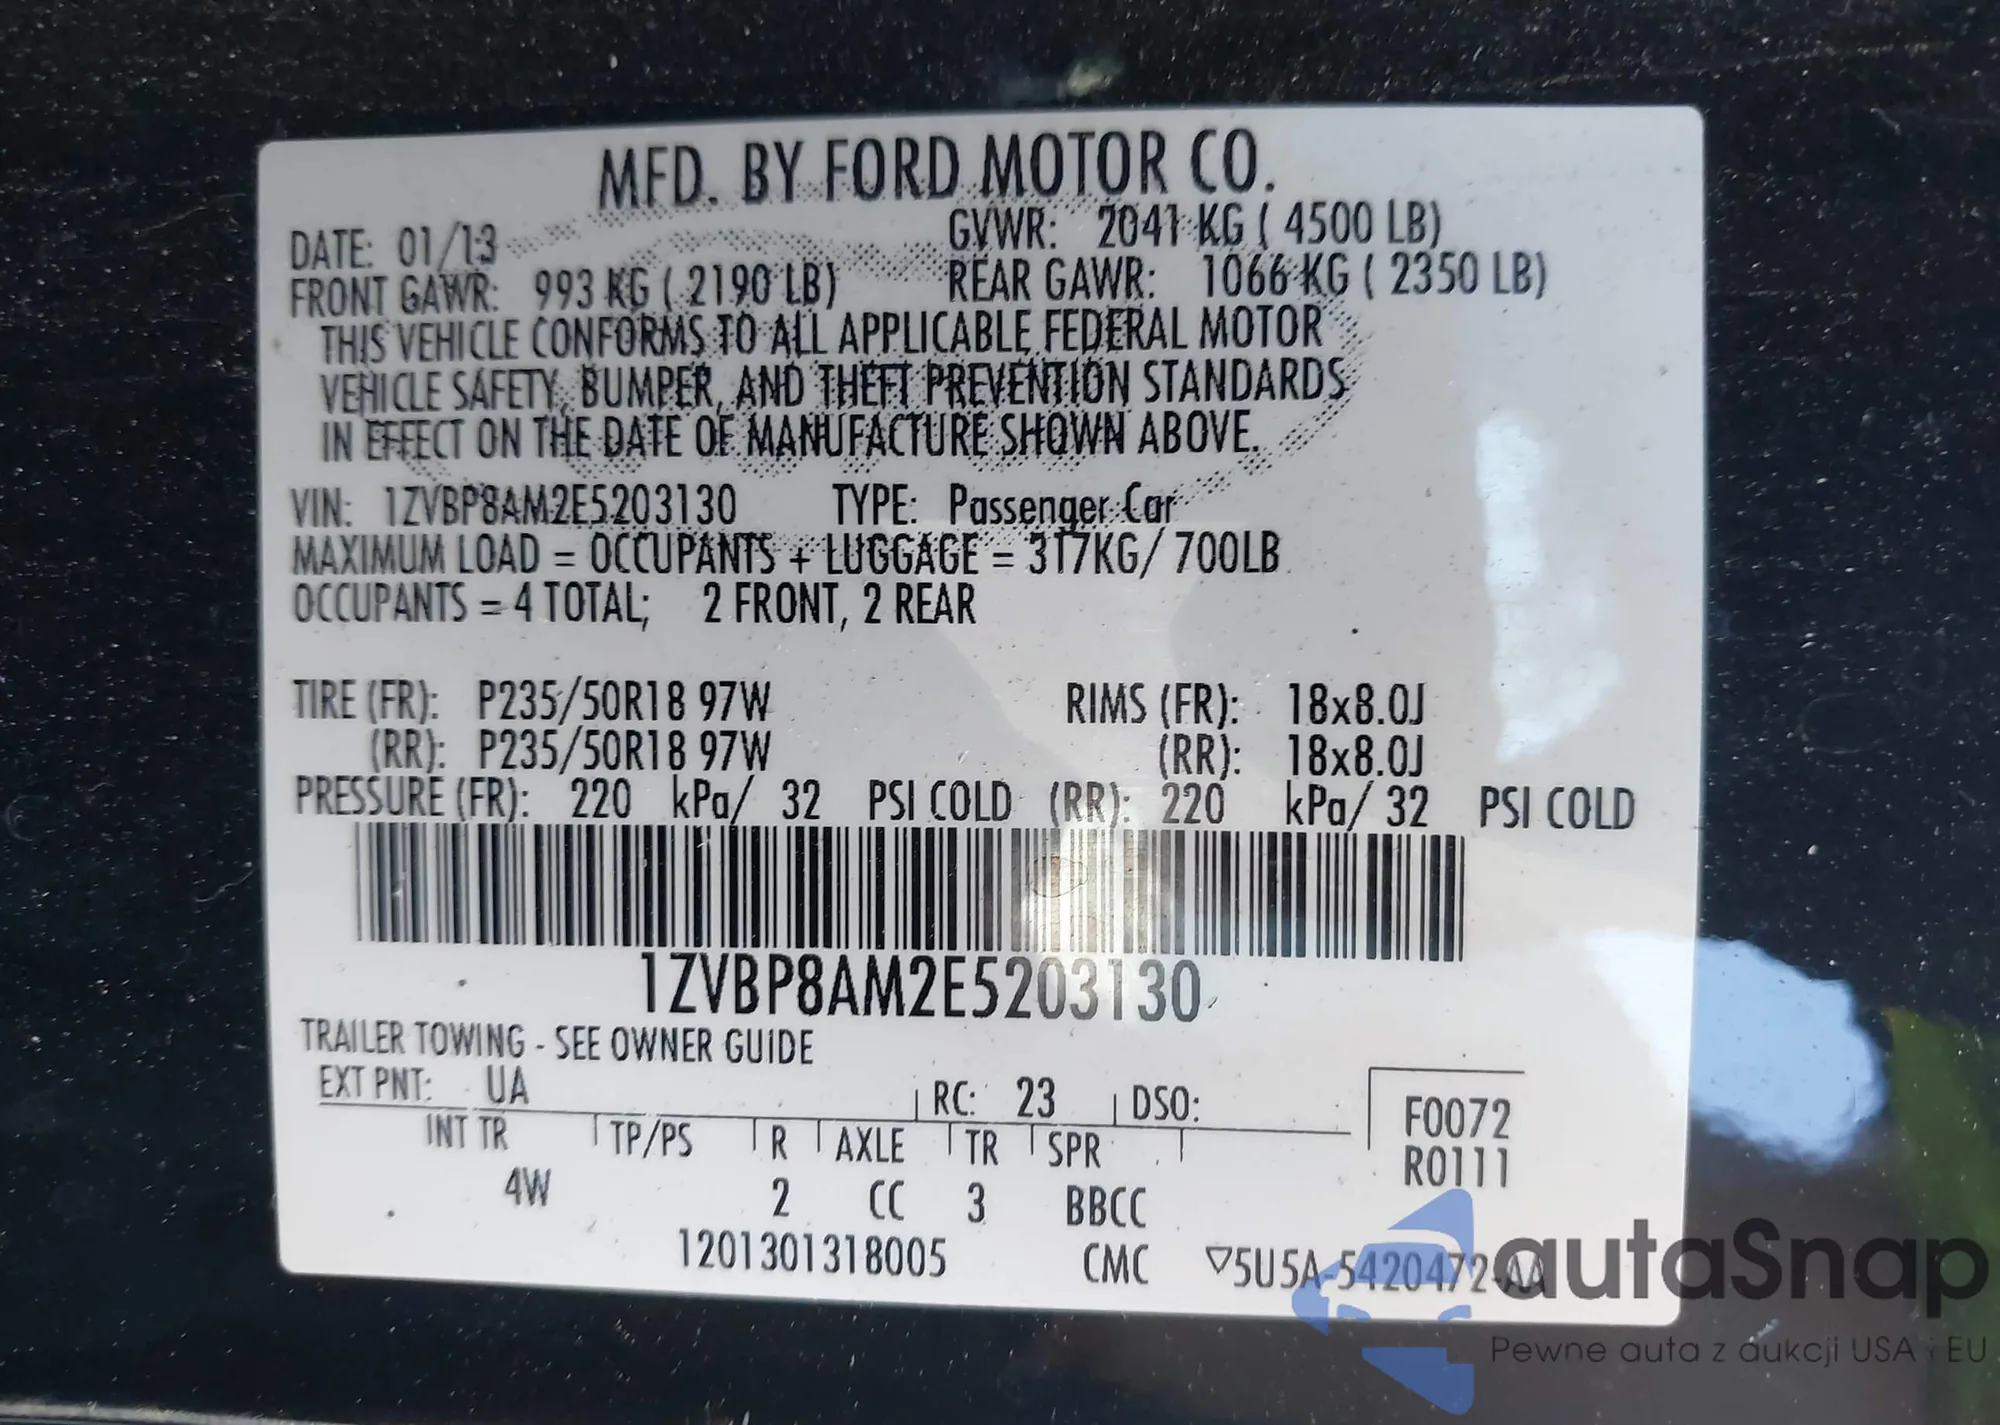 MFD. BY FORD MOTOR CO.
DATE: 01/13 GVWR: 2041 KG ( 4500 LB)
FRONT GAWR: 993 KG ( 2190 LB) REAR GAWR: 1066 KG ( 2350 LB)
THIS VEHICLE CONFORMS TO ALL APPLICABLE FEDERAL MOTOR
VEHICLE SAFETY, BUMPER, AND THEFT PREVENTION STANDARDS
IN EFFECT ON THE DATE OF MANUFACTURE SHOWN ABOVE.
VIN: 1ZVBP8AM2E5203130 TYPE: Passenger Car
MAXIMUM LOAD = OCCUPANTS + LUGGAGE = 317KG/ 700LB
OCCUPANTS = 4 TOTAL; 2 FRONT, 2 REAR
TIRE (FR): P235/50R18 97W RIMS (FR): 18x8.0J
(RR): P235/50R18 97W (RR): 18x8.0J
PRESSURE (FR): 220 kPa/ 32 PSI COLD (RR): 220 kPa/ 32 PSI COLD
1ZVBP8AM2E5203130
TRAILER TOWING - SEE OWNER GUIDE
EXT PNT: UA RC: 23 DSO:
F0072
INT TR TP/PS R AXLE TR SPR
R0111
4W 2 CC 3 BBCC
1201301318005 CMC ▽5U5A-5420472-AA
autaSnap
Pewne auta z aukcji USA i EU